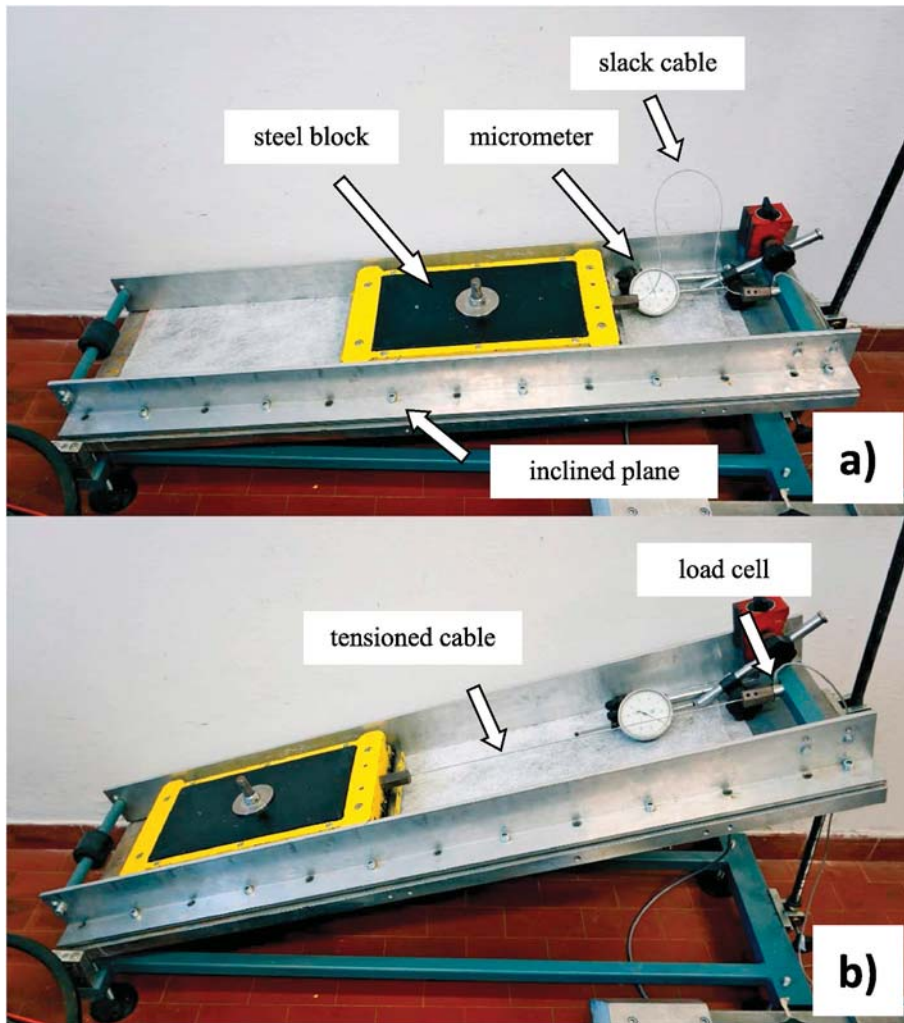 slack cable
steel block
micrometer
inclined plane
a)
load cell
tensioned cable
b)